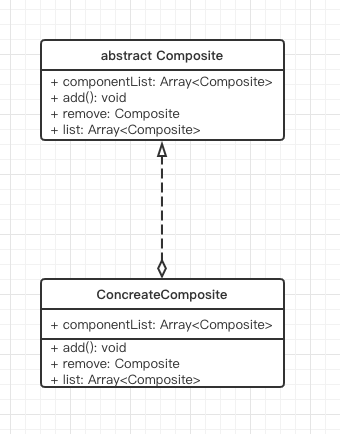 abstract Composite
+ componentList: Array<Composite>
+ add(): void
+ remove: Composite
+ list: Array<Composite>
ConcreateComposite
+ componentList: Array<Composite>
+ add(): void
+ remove: Composite
+ list: Array<Composite>